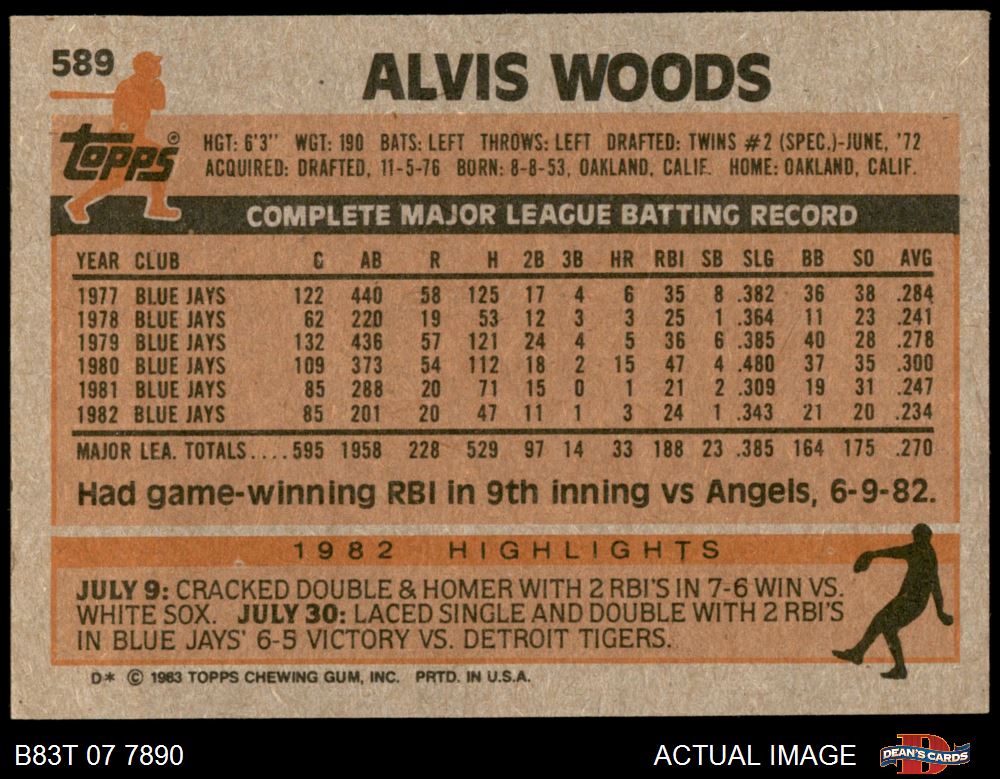 589
ALVIS WOODS
Topps®
HGT: 6'3" WGT: 190 BATS: LEFT THROWS: LEFT DRAFTED: TWINS #2 (SPEC.)-JUNE, '72
ACQUIRED: DRAFTED, 11-5-76 BORN: 8-8-53, OAKLAND, CALIF. HOME: OAKLAND, CALIF.
COMPLETE MAJOR LEAGUE BATTING RECORD
YEAR CLUB G AB R H 2B 3B HR RBI SB SLG BB SO AVG
1977 BLUE JAYS 122 440 58 125 17 4 6 35 8 .382 36 38 .284
1978 BLUE JAYS 62 220 19 53 12 3 3 25 1 .364 11 23 .241
1979 BLUE JAYS 132 436 57 121 24 4 5 36 6 .385 40 28 .278
1980 BLUE JAYS 109 373 54 112 18 2 15 47 4 .480 37 35 .300
1981 BLUE JAYS 85 288 20 71 15 0 1 21 2 .309 19 31 .247
1982 BLUE JAYS 85 201 20 47 11 1 3 24 1 .343 21 20 .234
MAJOR LEA. TOTALS....595 1958 228 529 97 14 33 188 23 .385 164 175 .270
Had game-winning RBI in 9th inning vs Angels, 6-9-82.
1982 HIGHLIGHTS
JULY 9: CRACKED DOUBLE & HOMER WITH 2 RBI'S IN 7-6 WIN VS.
WHITE SOX. JULY 30: LACED SINGLE AND DOUBLE WITH 2 RBI'S
IN BLUE JAYS' 6-5 VICTORY VS. DETROIT TIGERS.
D* © 1983 TOPPS CHEWING GUM, INC. PRTD. IN U.S.A.
B83T 07 7890
ACTUAL IMAGE
D
DEAN'S CARDS